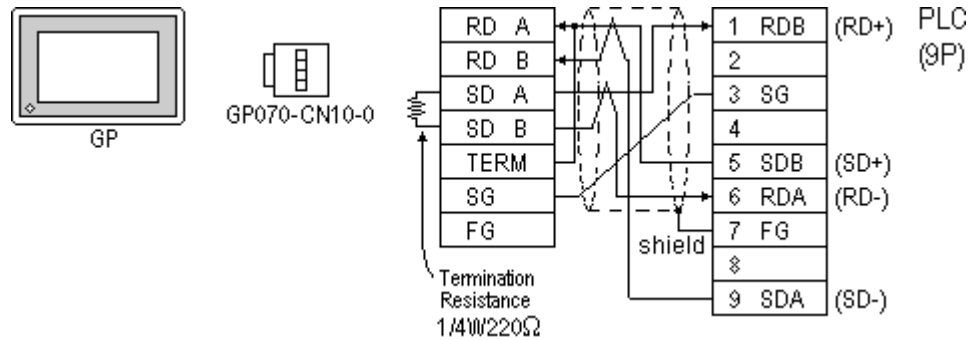 GP
GP070-CN10-0
RD A
RD B
SD A
SD B
TERM
SG
FG
Termination
Resistance
1/4W220Ω
shield
1 RDB (RD+)
2
3 SG
4
5 SDB (SD+)
6 RDA (RD-)
7 FG
8
9 SDA (SD-)
PLC
(9P)